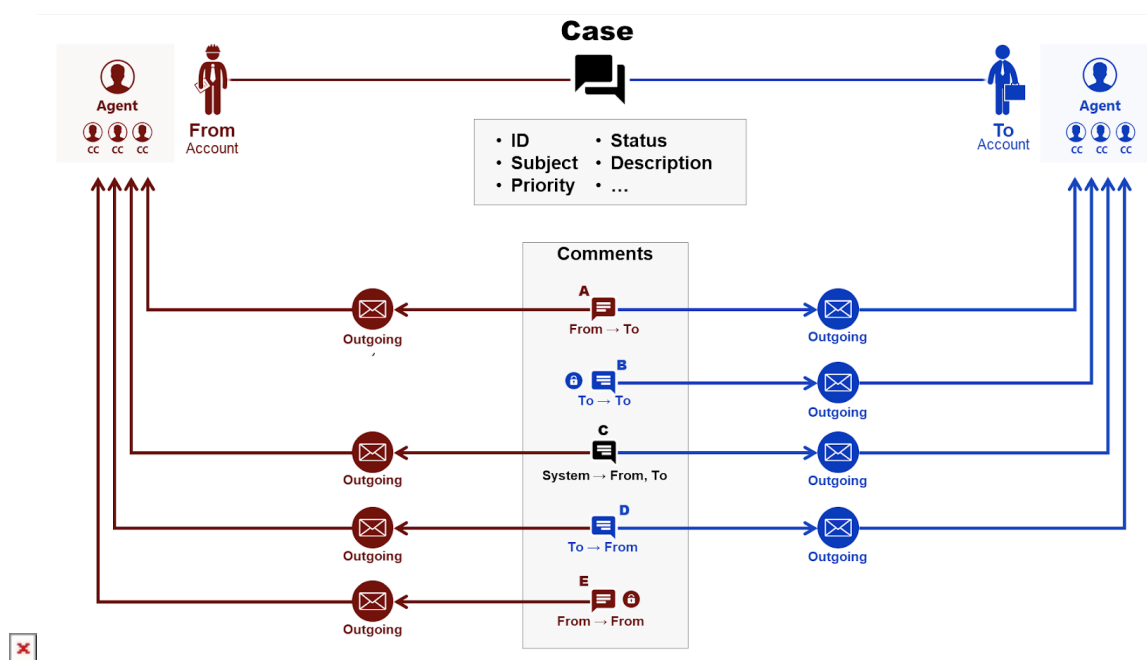 Case
Agent
cc cc cc
From
Account
To
Account
Agent
cc cc cc
• ID
• Subject
• Priority
• Status
• Description
• ...
Comments
A
From → To
Outgoing
Outgoing
B
To → To
Outgoing
C
System → From, To
Outgoing
Outgoing
D
To → From
Outgoing
Outgoing
E
From → From
Outgoing